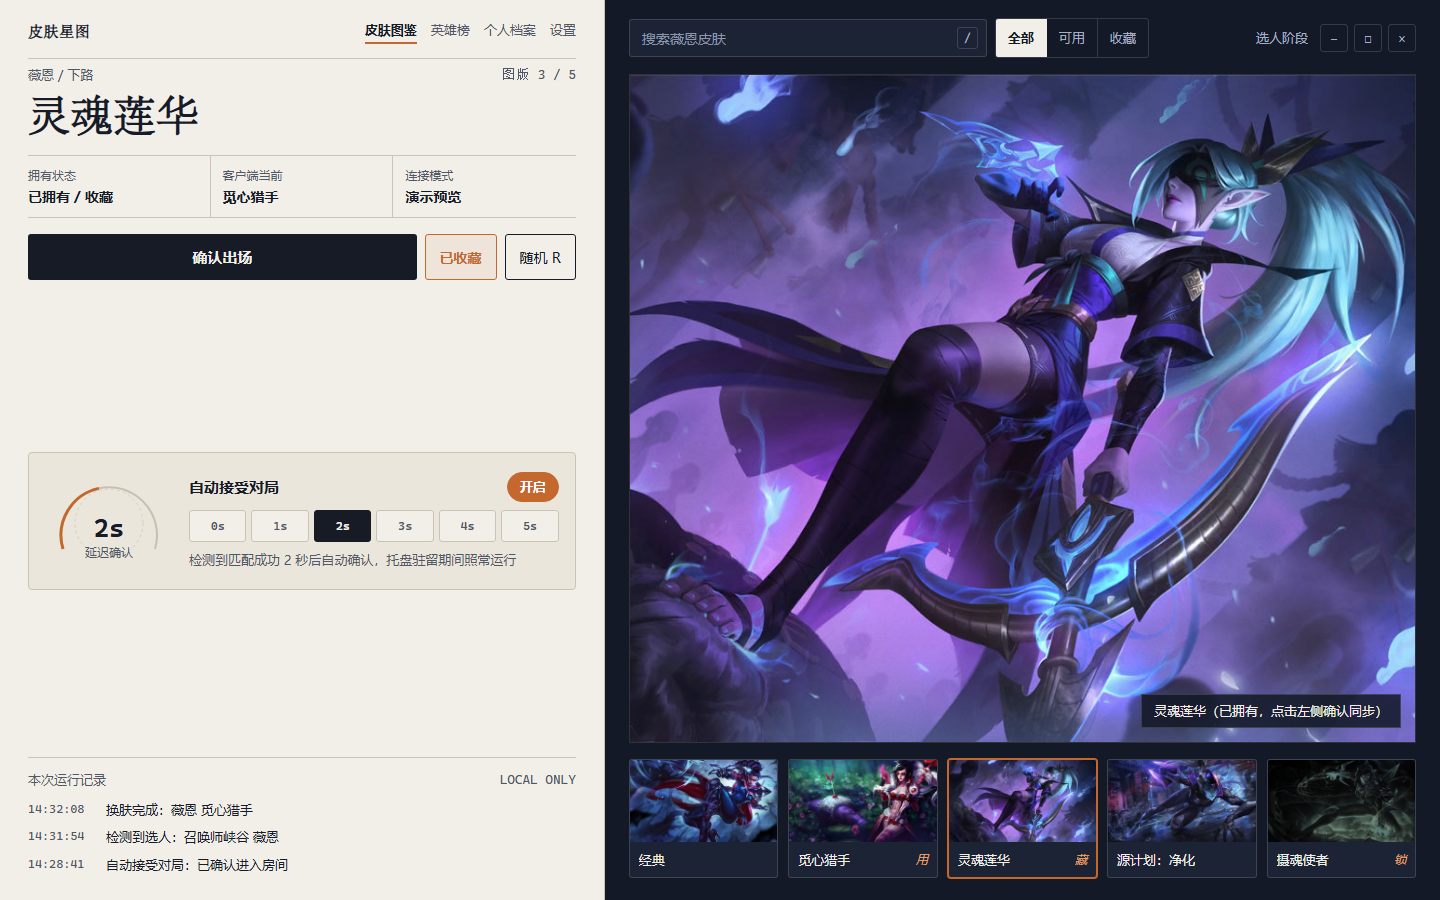 皮肤星图
皮肤图鉴 英雄榜 个人档案 设置
薇恩 / 下路
图版 3 / 5
灵魂莲华
拥有状态
已拥有 / 收藏
客户端当前
觅心猎手
连接模式
演示预览
确认出场
已收藏
随机 R
2s
延迟确认
自动接受对局
开启
0s 1s 2s 3s 4s 5s
检测到匹配成功 2 秒后自动确认，托盘驻留期间照常运行
本次运行记录
LOCAL ONLY
14:32:08 换肤完成：薇恩 觅心猎手
14:31:54 检测到选人：召唤师峡谷 薇恩
14:28:41 自动接受对局：已确认进入房间
搜索薇恩皮肤 /
全部 可用 收藏
选人阶段
灵魂莲华（已拥有，点击左侧确认同步）
经典
觅心猎手 用
灵魂莲华 藏
源计划：净化
摄魂使者 锁